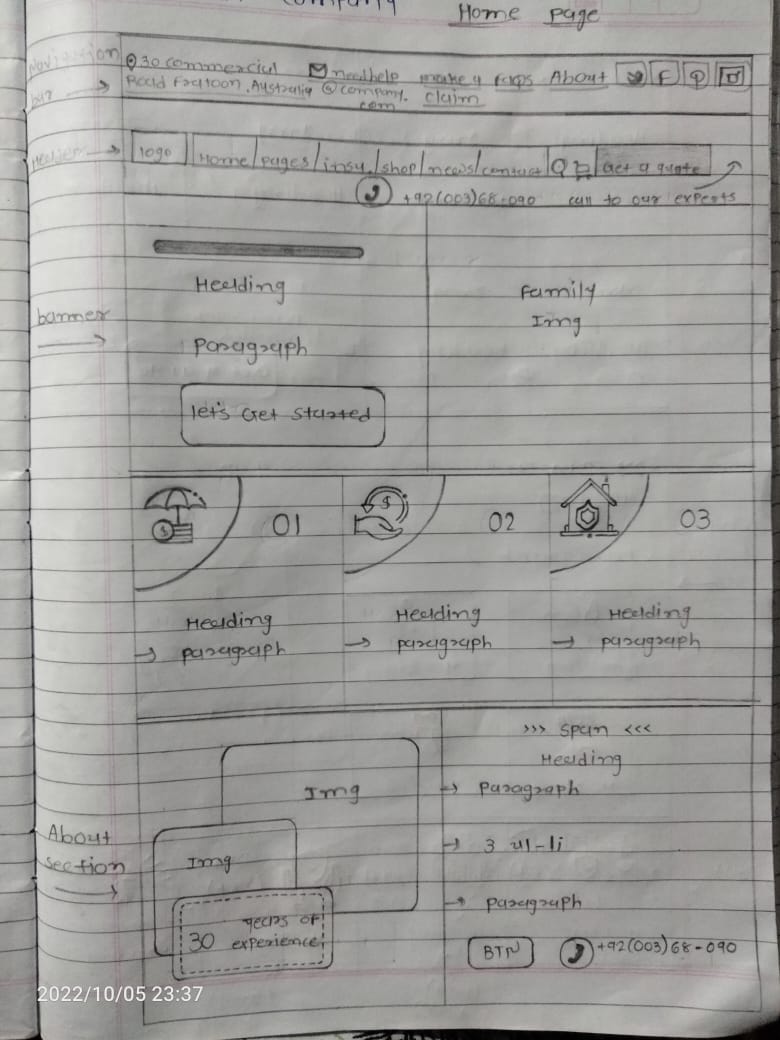 company
Home page
Navigation
bar
30 commercial
Road Fratoon, Australia
need help
@company.
com
make a
claim
FAQs About
F
Header
logo Home/pages/insu./shop/news/contact Get a quote
+92(003)68-090 call to our experts
banner
Heading
paragraph
let's Get started
Family
Img
$ 01
$ 02
03
Heading
paragraph
Heading
paragraph
Heading
paragraph
About
section
Img
Img
30 years of
experience
>>> span <<<
Heading
paragraph
3 ul-li
paragraph
BTN +92(003)68-090
2022/10/05 23:37